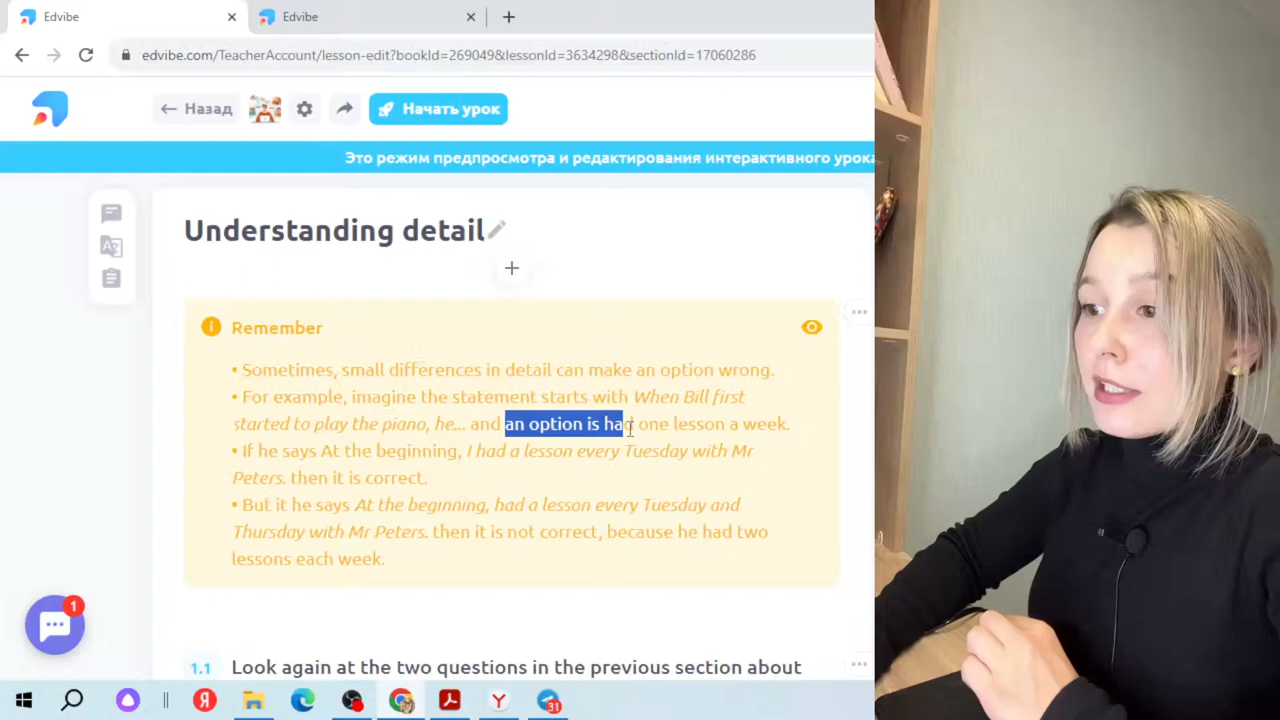 Edvibe
Edvibe
edvibe.com/TeacherAccount/lesson-edit?bookId=269049&lessonId=3634298&sectionId=17060286
Назад
Начать урок
Это режим предпросмотра и редактирования интерактивного урока
Understanding detail
Remember
• Sometimes, small differences in detail can make an option wrong.
• For example, imagine the statement starts with When Bill first
started to play the piano, he... and an option is had one lesson a week.
• If he says At the beginning, I had a lesson every Tuesday with Mr
Peters. then it is correct.
• But it he says At the beginning, had a lesson every Tuesday and
Thursday with Mr Peters. then it is not correct, because he had two
lessons each week.
1
1.1 Look again at the two questions in the previous section about
Я
Y
31